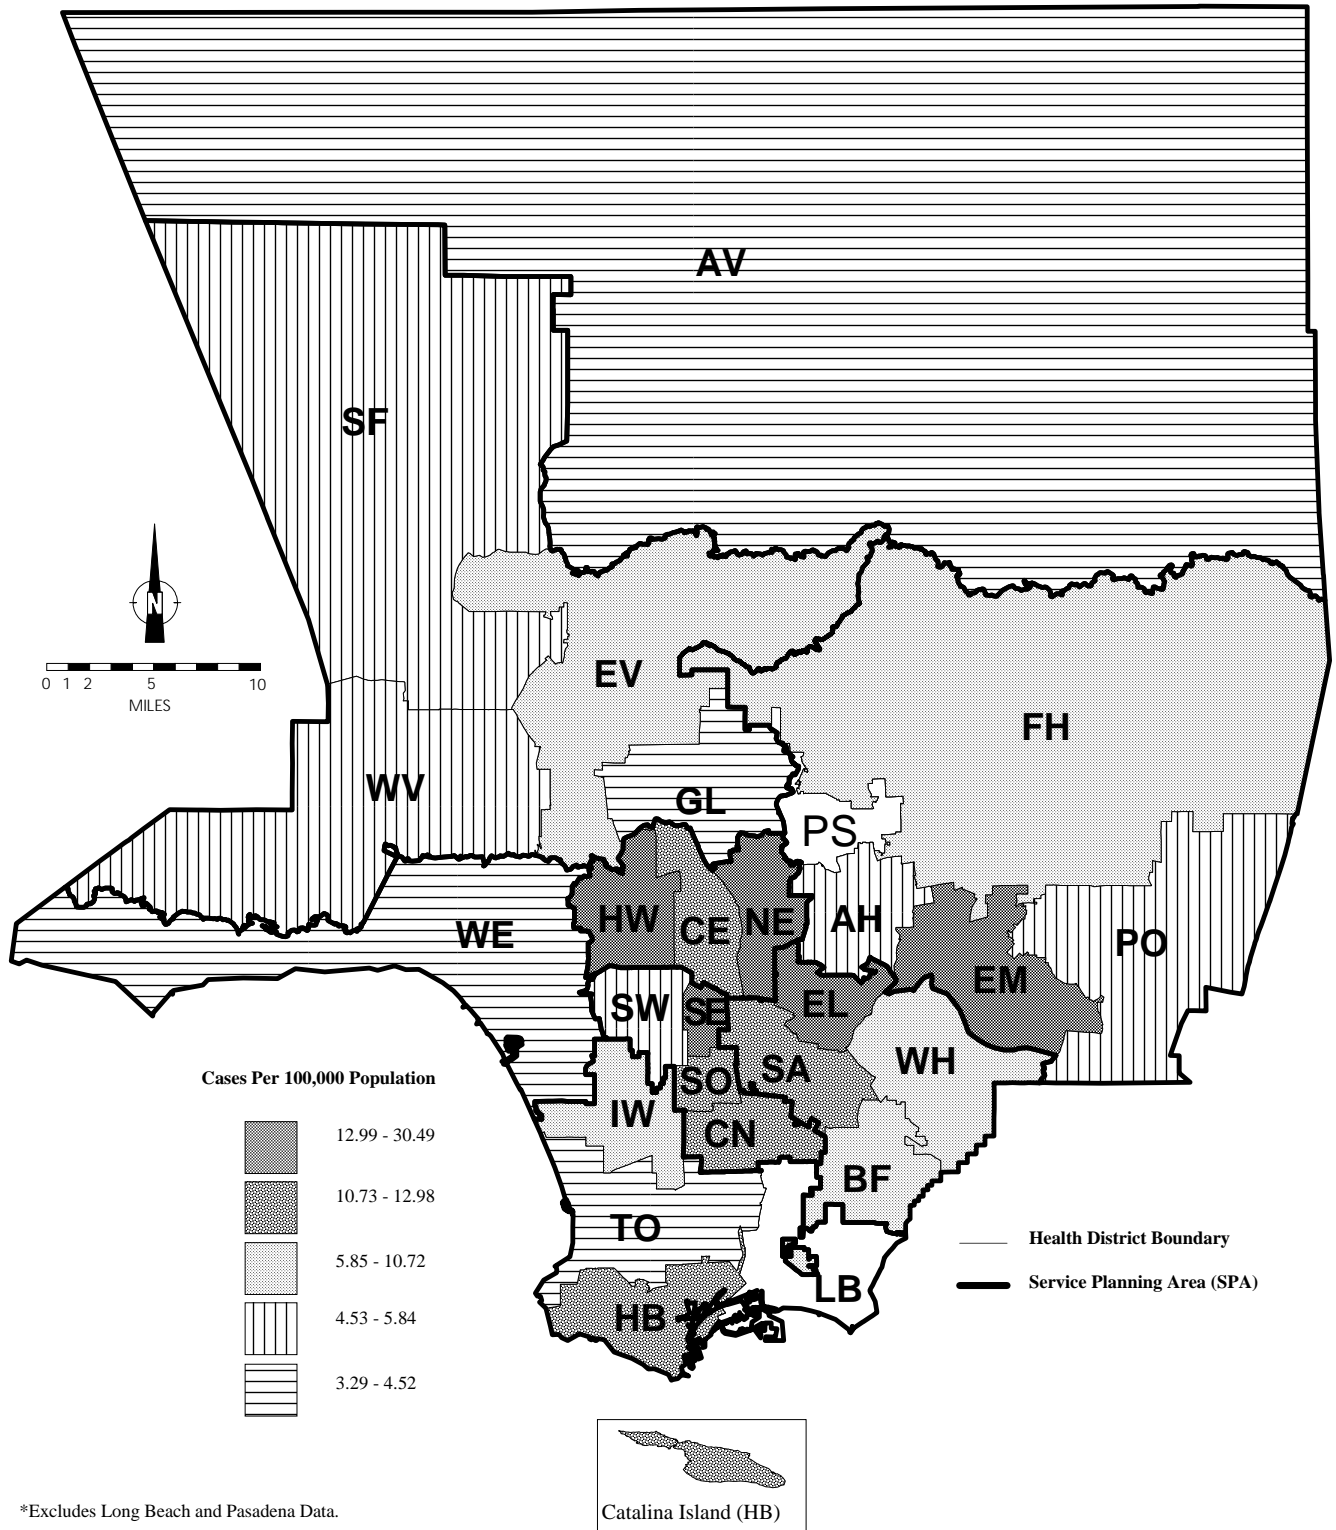 AV
SF
N
0 1 2 5 10
MILES
EV
FH
WV
GL
PS
HW
CE
NE
AH
WE
PO
EM
SW
SE
EL
WH
SO
SA
IW
CN
BF
TO
LB
HB
Cases Per 100,000 Population
12.99 - 30.49
10.73 - 12.98
5.85 - 10.72
4.53 - 5.84
3.29 - 4.52
Health District Boundary
Service Planning Area (SPA)
Catalina Island (HB)
*Excludes Long Beach and Pasadena Data.